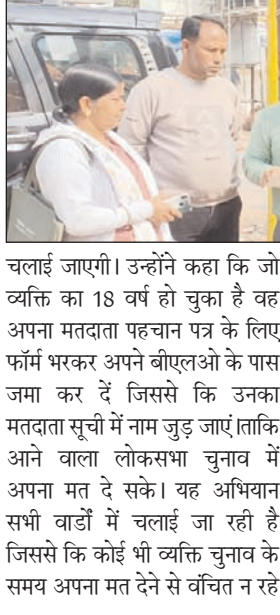 चलाई जाएगी। उन्होंने कहा कि जो
व्यक्ति का 18 वर्ष हो चुका है वह
अपना मतदाता पहचान पत्र के लिए
फॉर्म भरकर अपने बीएलओ के पास
जमा कर दें जिससे कि उनका
मतदाता सूची में नाम जुड़ जाएं।ताकि
आने वाला लोकसभा चुनाव में
अपना मत दे सके। यह अभियान
सभी वार्डों में चलाई जा रही है
जिससे कि कोई भी व्यक्ति चुनाव के
समय अपना मत देने से वंचित न रहे